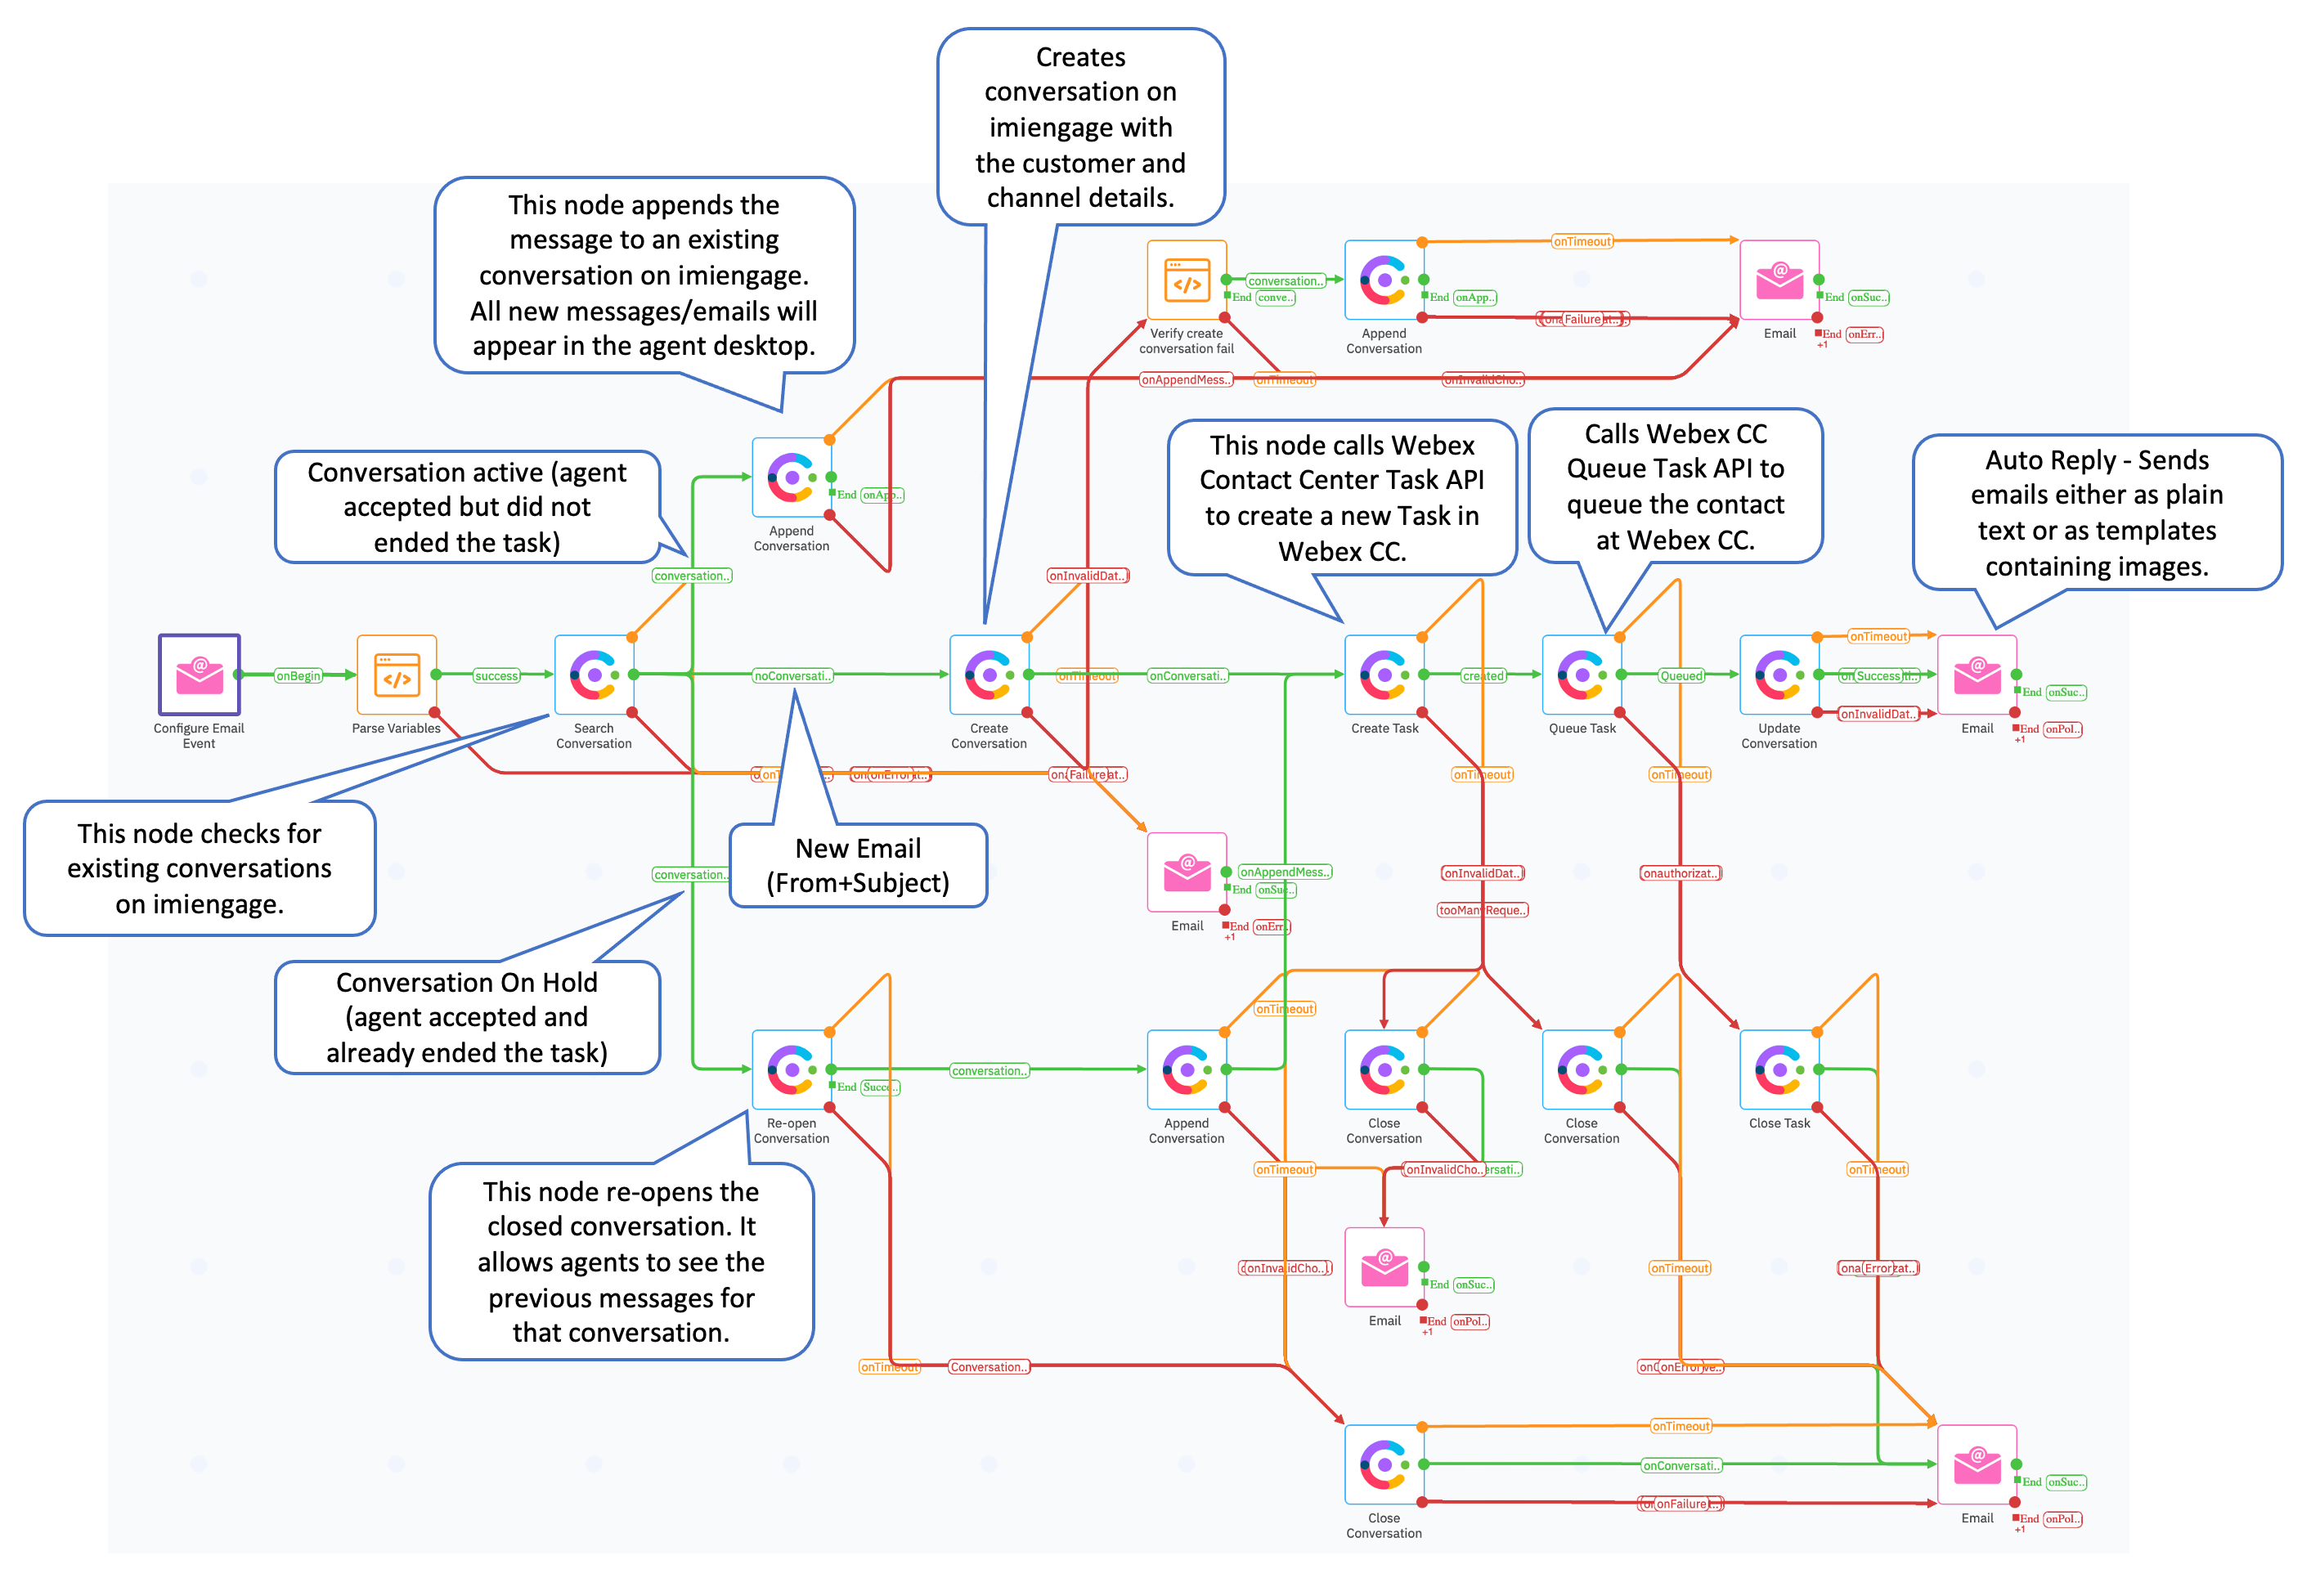 Creates
conversation on
imiengage with
the customer and
channel details.
This node appends the
message to an existing
conversation on imiengage.
All new messages/emails will
appear in the agent desktop.
onTimeout
conversation..
End conve..
End onApp..
End onSuc..
Failure
End onErr..
+1
Verify create
conversation fail
Append
Conversation
Email
onAppendMess..
onTimeout
onInvalidCho..
This node calls Webex
Contact Center Task API
to create a new Task in
Webex CC.
Calls Webex CC
Queue Task API to
queue the contact
at Webex CC.
Auto Reply - Sends
emails either as plain
text or as templates
containing images.
Conversation active (agent
accepted but did not
ended the task)
End onApp..
Append
Conversation
conversation..
onInvalidDat..
onBegin
success
noConversati..
onTimeout
onConversati..
created
Queued
onTimeout
Success
onInvalidDat..
End onSuc..
End onPol..
+1
Configure Email
Event
Parse Variables
Search
Conversation
Create
Conversation
Create Task
Queue Task
Update
Conversation
Email
onError
Failure
onTimeout
onTimeout
This node checks for
existing conversations
on imiengage.
New Email
(From+Subject)
conversation..
onAppendMess..
End onSuc..
End onErr..
+1
Email
onInvalidDat..
tooManyReque..
onauthorizat..
Conversation On Hold
(agent accepted and
already ended the task)
onTimeout
conversation..
End Succe..
Re-open
Conversation
Append
Conversation
Close
Conversation
Close
Conversation
Close Task
onTimeout
onInvalidCho..
ersati..
onTimeout
This node re-opens the
closed conversation. It
allows agents to see the
previous messages for
that conversation.
onInvalidCho..
End onSuc..
End onPol..
+1
Email
onTimeout
Error
onTimeout
Conversation..
onError
onTimeout
onConversati..
onFailure
End onSuc..
End onPol..
+1
Close
Conversation
Email